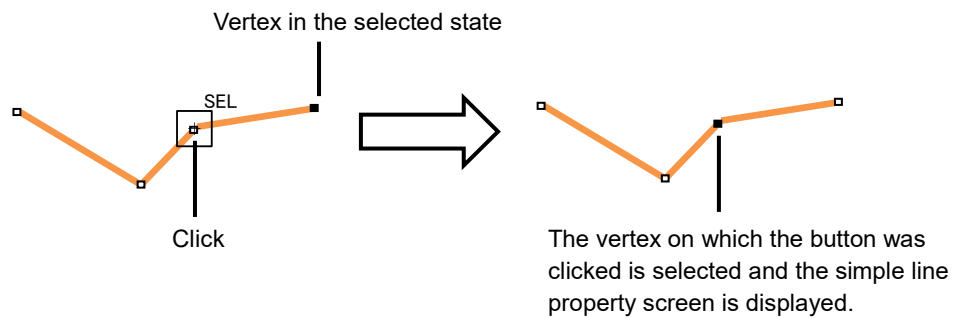 Vertex in the selected state
SEL
Click
The vertex on which the button was
clicked is selected and the simple line
property screen is displayed.